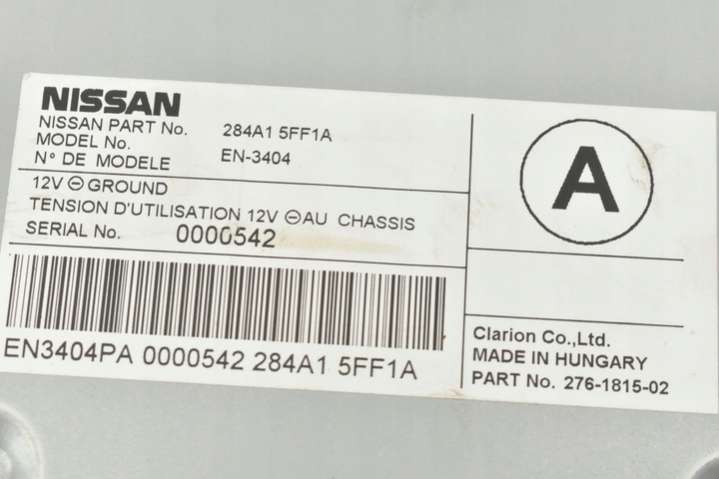 NISSAN
NISSAN PART No. 284A1 5FF1A
MODEL No.
N° DE MODELE EN-3404
12V ⊖ GROUND
TENSION D'UTILISATION 12V ⊖ AU CHASSIS
SERIAL No. 0000542
EN3404PA 0000542 284A1 5FF1A
A
Clarion Co.,Ltd.
MADE IN HUNGARY
PART No. 276-1815-02